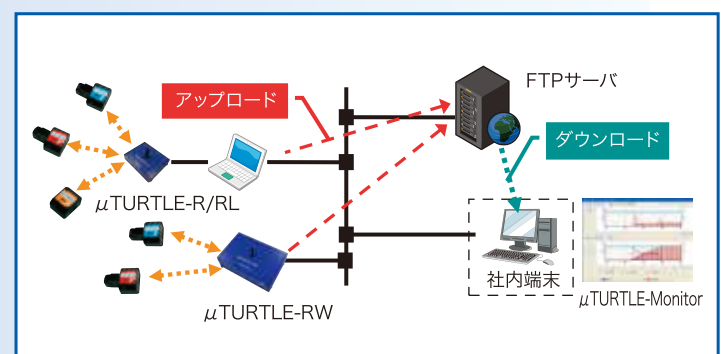 アップロード
FTPサーバ
ダウンロード
μTURTLE-R/RL
社内端末
μTURTLE-Monitor
μTURTLE-RW